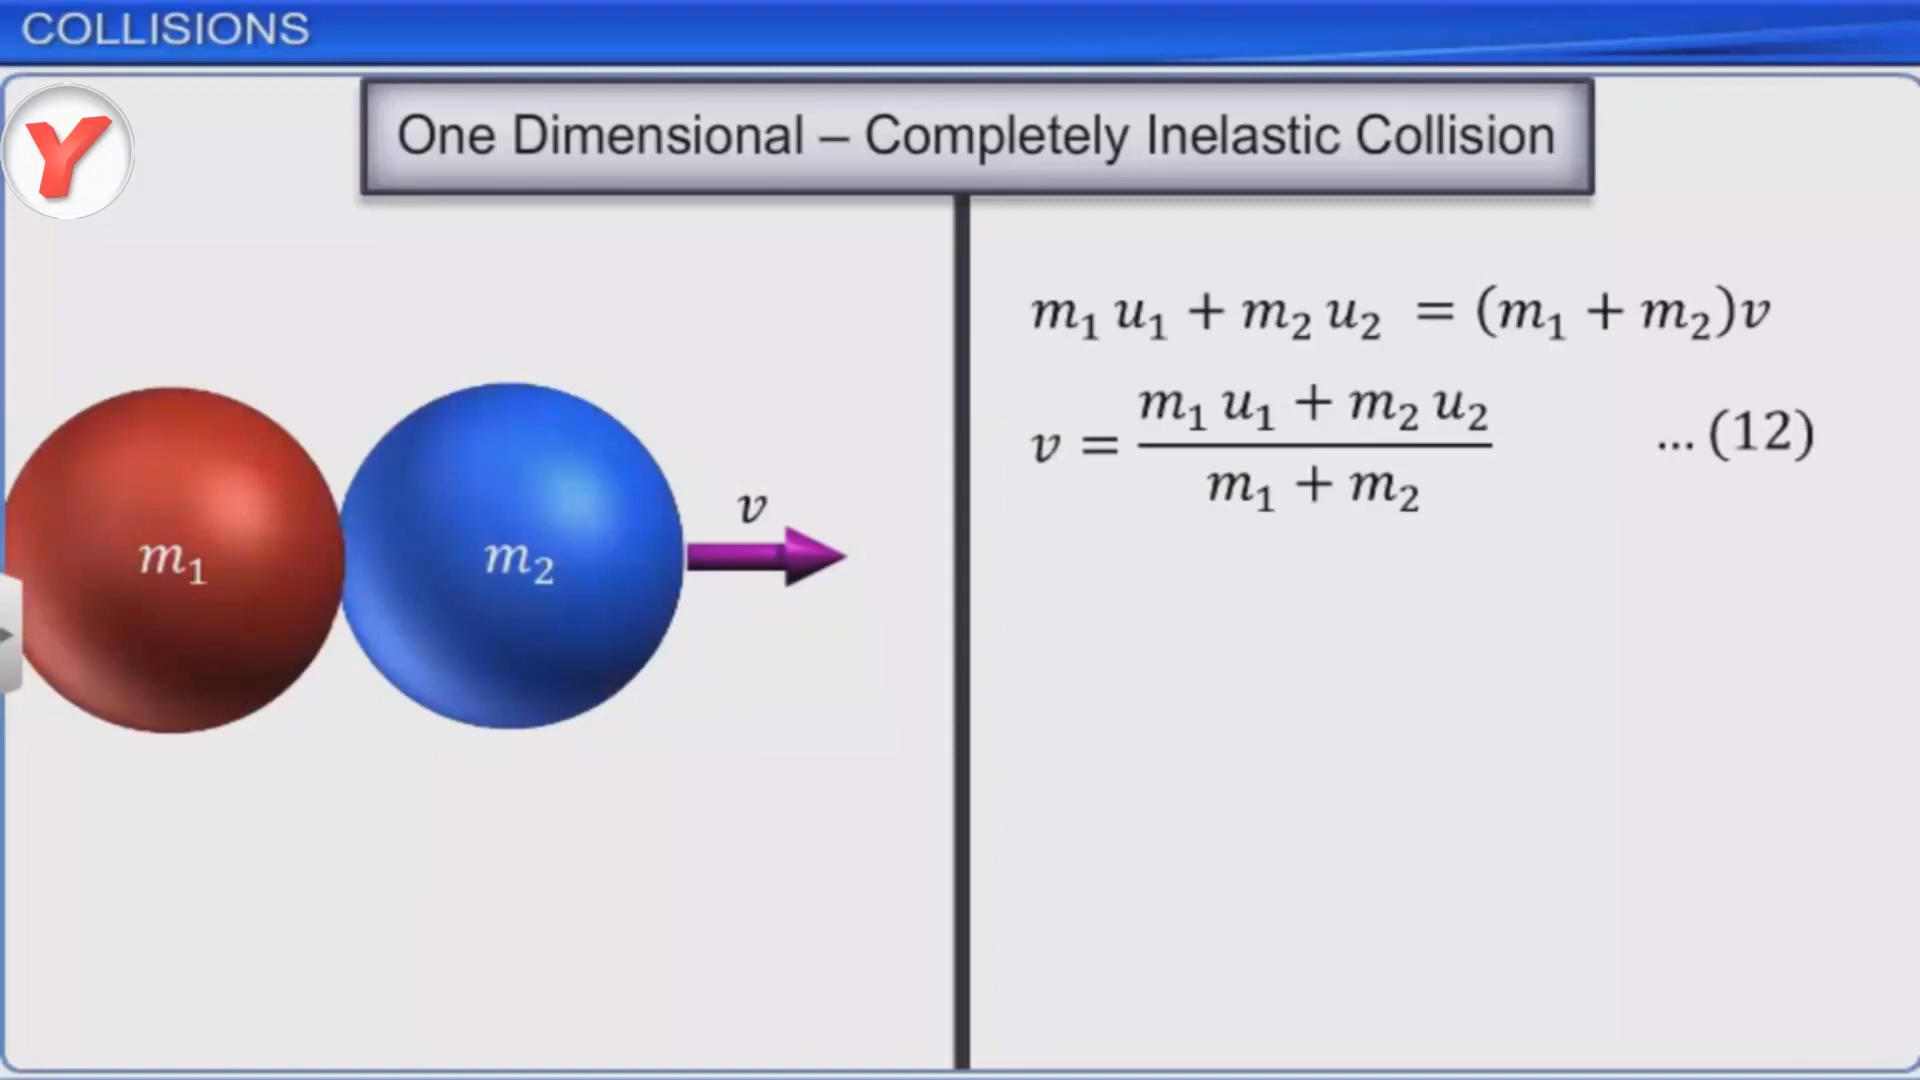 COLLISIONS
Y
One Dimensional – Completely Inelastic Collision
m₁ u₁ + m₂ u₂ = (m₁ + m₂)v
v = (m₁ u₁ + m₂ u₂) / (m₁ + m₂) ... (12)
m₁
m₂
v